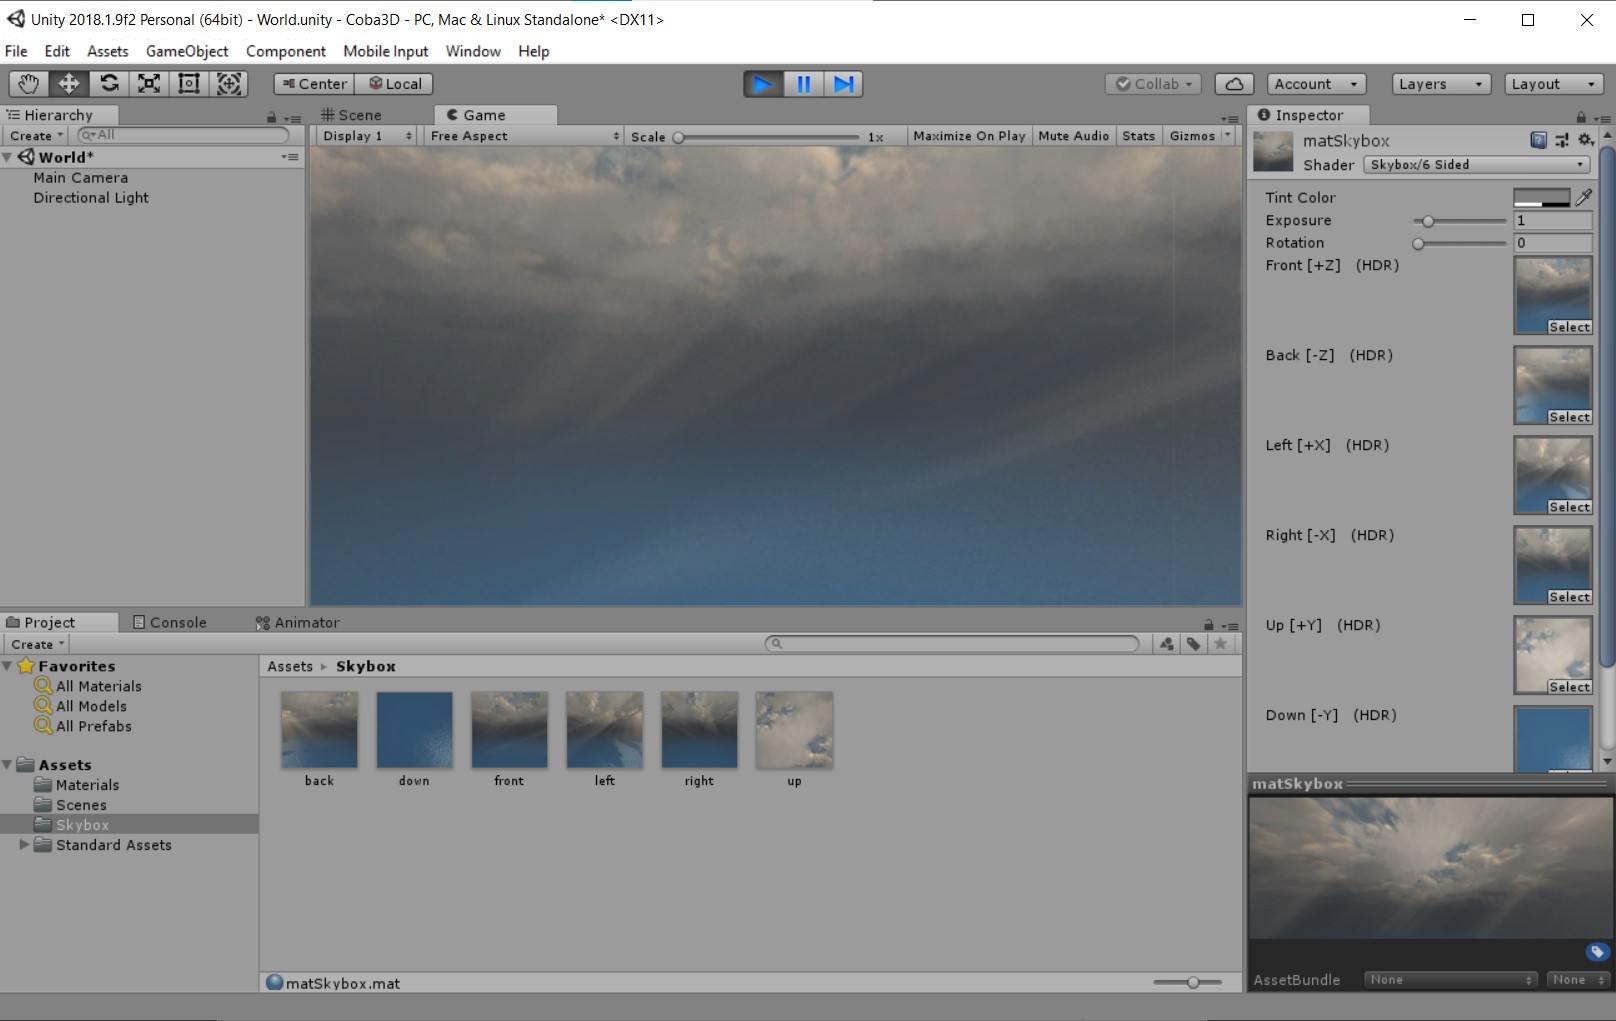 Unity 2018.1.9f2 Personal (64bit) - World.unity - Coba3D - PC, Mac & Linux Standalone* <DX11>
File Edit Assets GameObject Component Mobile Input Window Help
Center Local Collab Account Layers Layout
Hierarchy
Create All
World*
Main Camera
Directional Light
Scene Game
Display 1 Free Aspect Scale 1x Maximize On Play Mute Audio Stats Gizmos
Inspector
matSkybox
Shader Skybox/6 Sided
Tint Color
Exposure 1
Rotation 0
Front [+Z] (HDR)
Select
Back [-Z] (HDR)
Select
Left [+X] (HDR)
Select
Right [-X] (HDR)
Select
Up [+Y] (HDR)
Select
Down [-Y] (HDR)
matSkybox
AssetBundle None None
Project Console Animator
Create
Favorites
All Materials
All Models
All Prefabs
Assets
Materials
Scenes
Skybox
Standard Assets
Assets Skybox
back down front left right up
matSkybox.mat